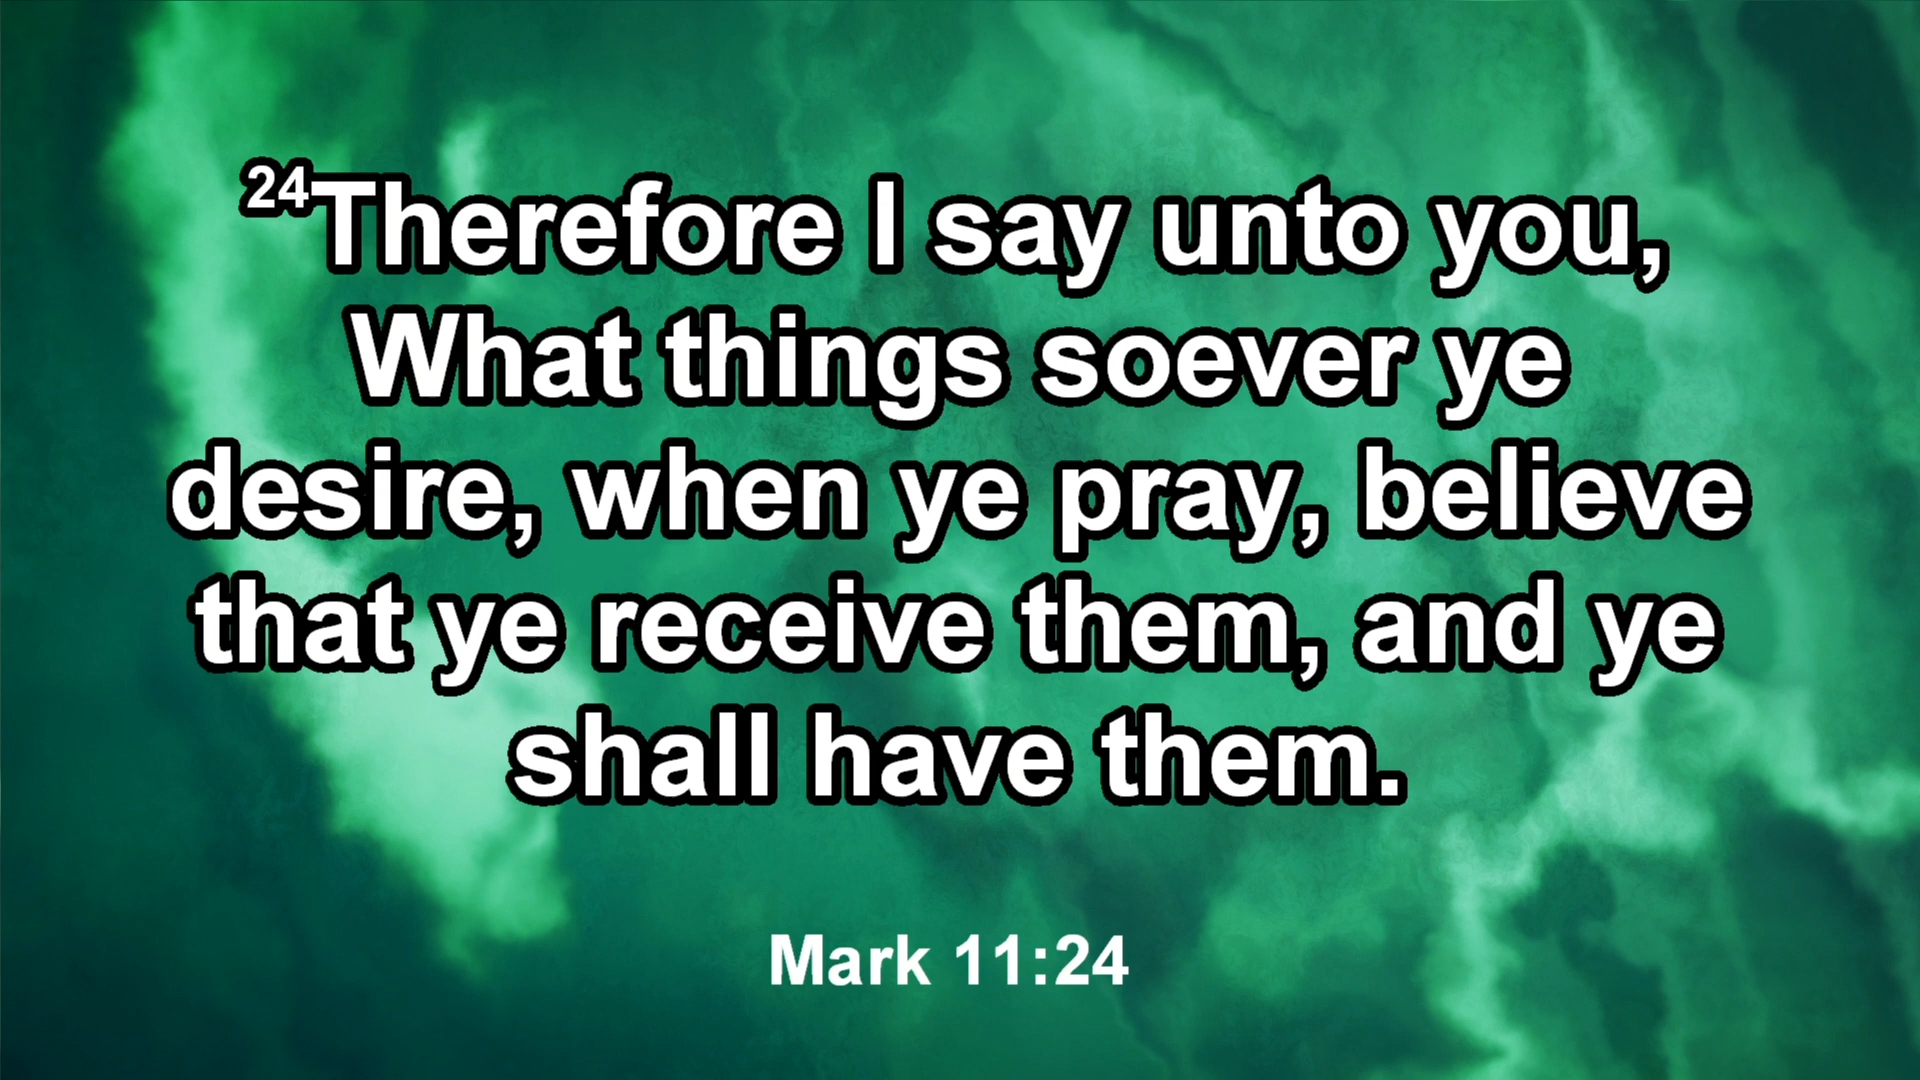 24Therefore I say unto you,
What things soever ye
desire, when ye pray, believe
that ye receive them, and ye
shall have them.
Mark 11:24